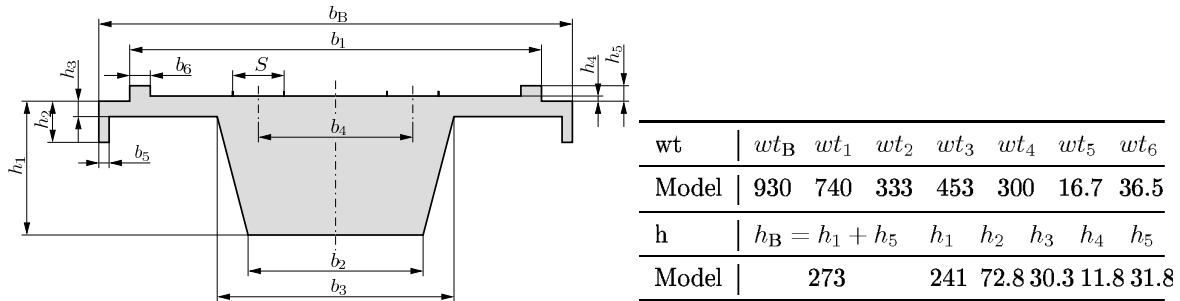 b_B
b_1
h_3
b_6
S
h_4
h_5
h_2
b_4
b_5
h_1
b_2
b_3
wt | wt_B wt_1 wt_2 wt_3 wt_4 wt_5 wt_6
Model | 930 740 333 453 300 16.7 36.5
h | h_B = h_1 + h_5 h_1 h_2 h_3 h_4 h_5
Model | 273 241 72.8 30.3 11.8 31.8